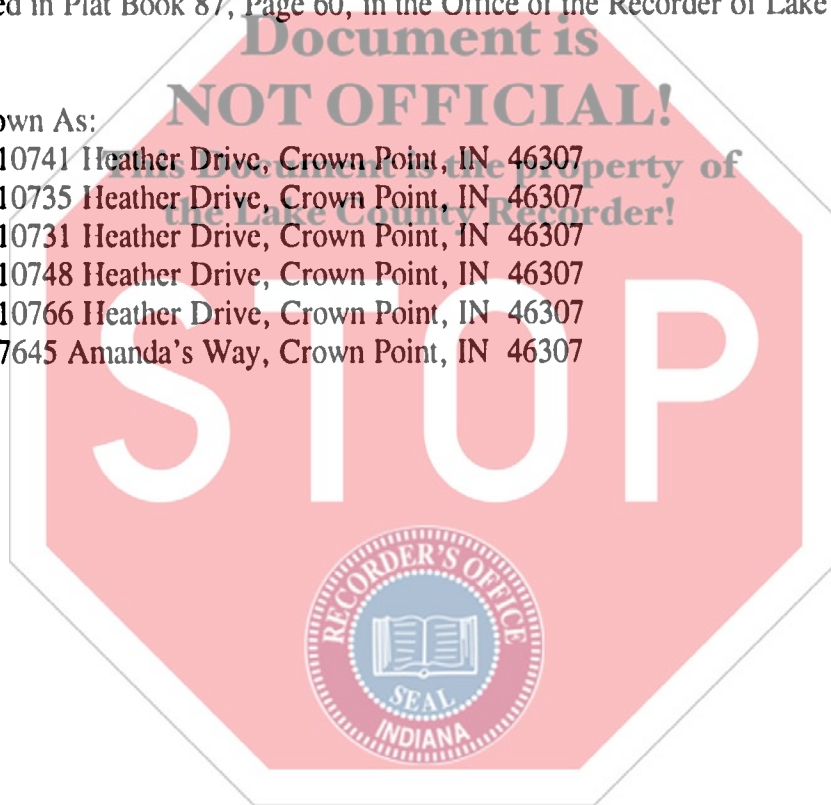 ed in Plat Book 87, Page 60, in the Office of the Recorder of Lake
Document is
NOT OFFICIAL!
own As:
10741 Heather Drive, Crown Point, IN 46307
This Document is the property of
10735 Heather Drive, Crown Point, IN 46307
the Lake County Recorder!
10731 Heather Drive, Crown Point, IN 46307
10748 Heather Drive, Crown Point, IN 46307
10766 Heather Drive, Crown Point, IN 46307
7645 Amanda's Way, Crown Point, IN 46307
STOP
RECORDER'S OFFICE
SEAL
INDIANA